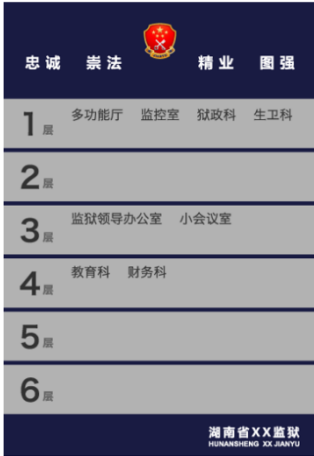 忠诚 崇法 精业 图强
1层 多功能厅 监控室 狱政科 生卫科
2层
3层 监狱领导办公室 小会议室
4层 教育科 财务科
5层
6层
湖南省XX监狱
HUNANSHENG XX JIANYU